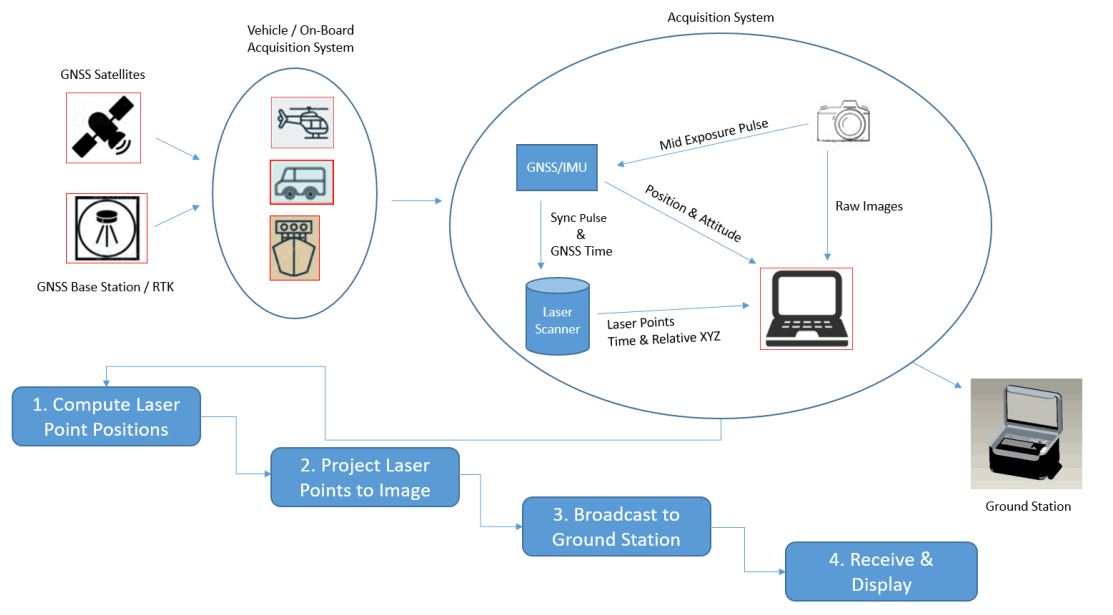 Acquisition System
Vehicle / On-Board
Acquisition System
GNSS Satellites
GNSS Base Station / RTK
Mid Exposure Pulse
GNSS/IMU
Position & Attitude
Raw Images
Sync Pulse
&
GNSS Time
Laser
Scanner
Laser Points
Time & Relative XYZ
1. Compute Laser
Point Positions
2. Project Laser
Points to Image
3. Broadcast to
Ground Station
4. Receive &
Display
Ground Station